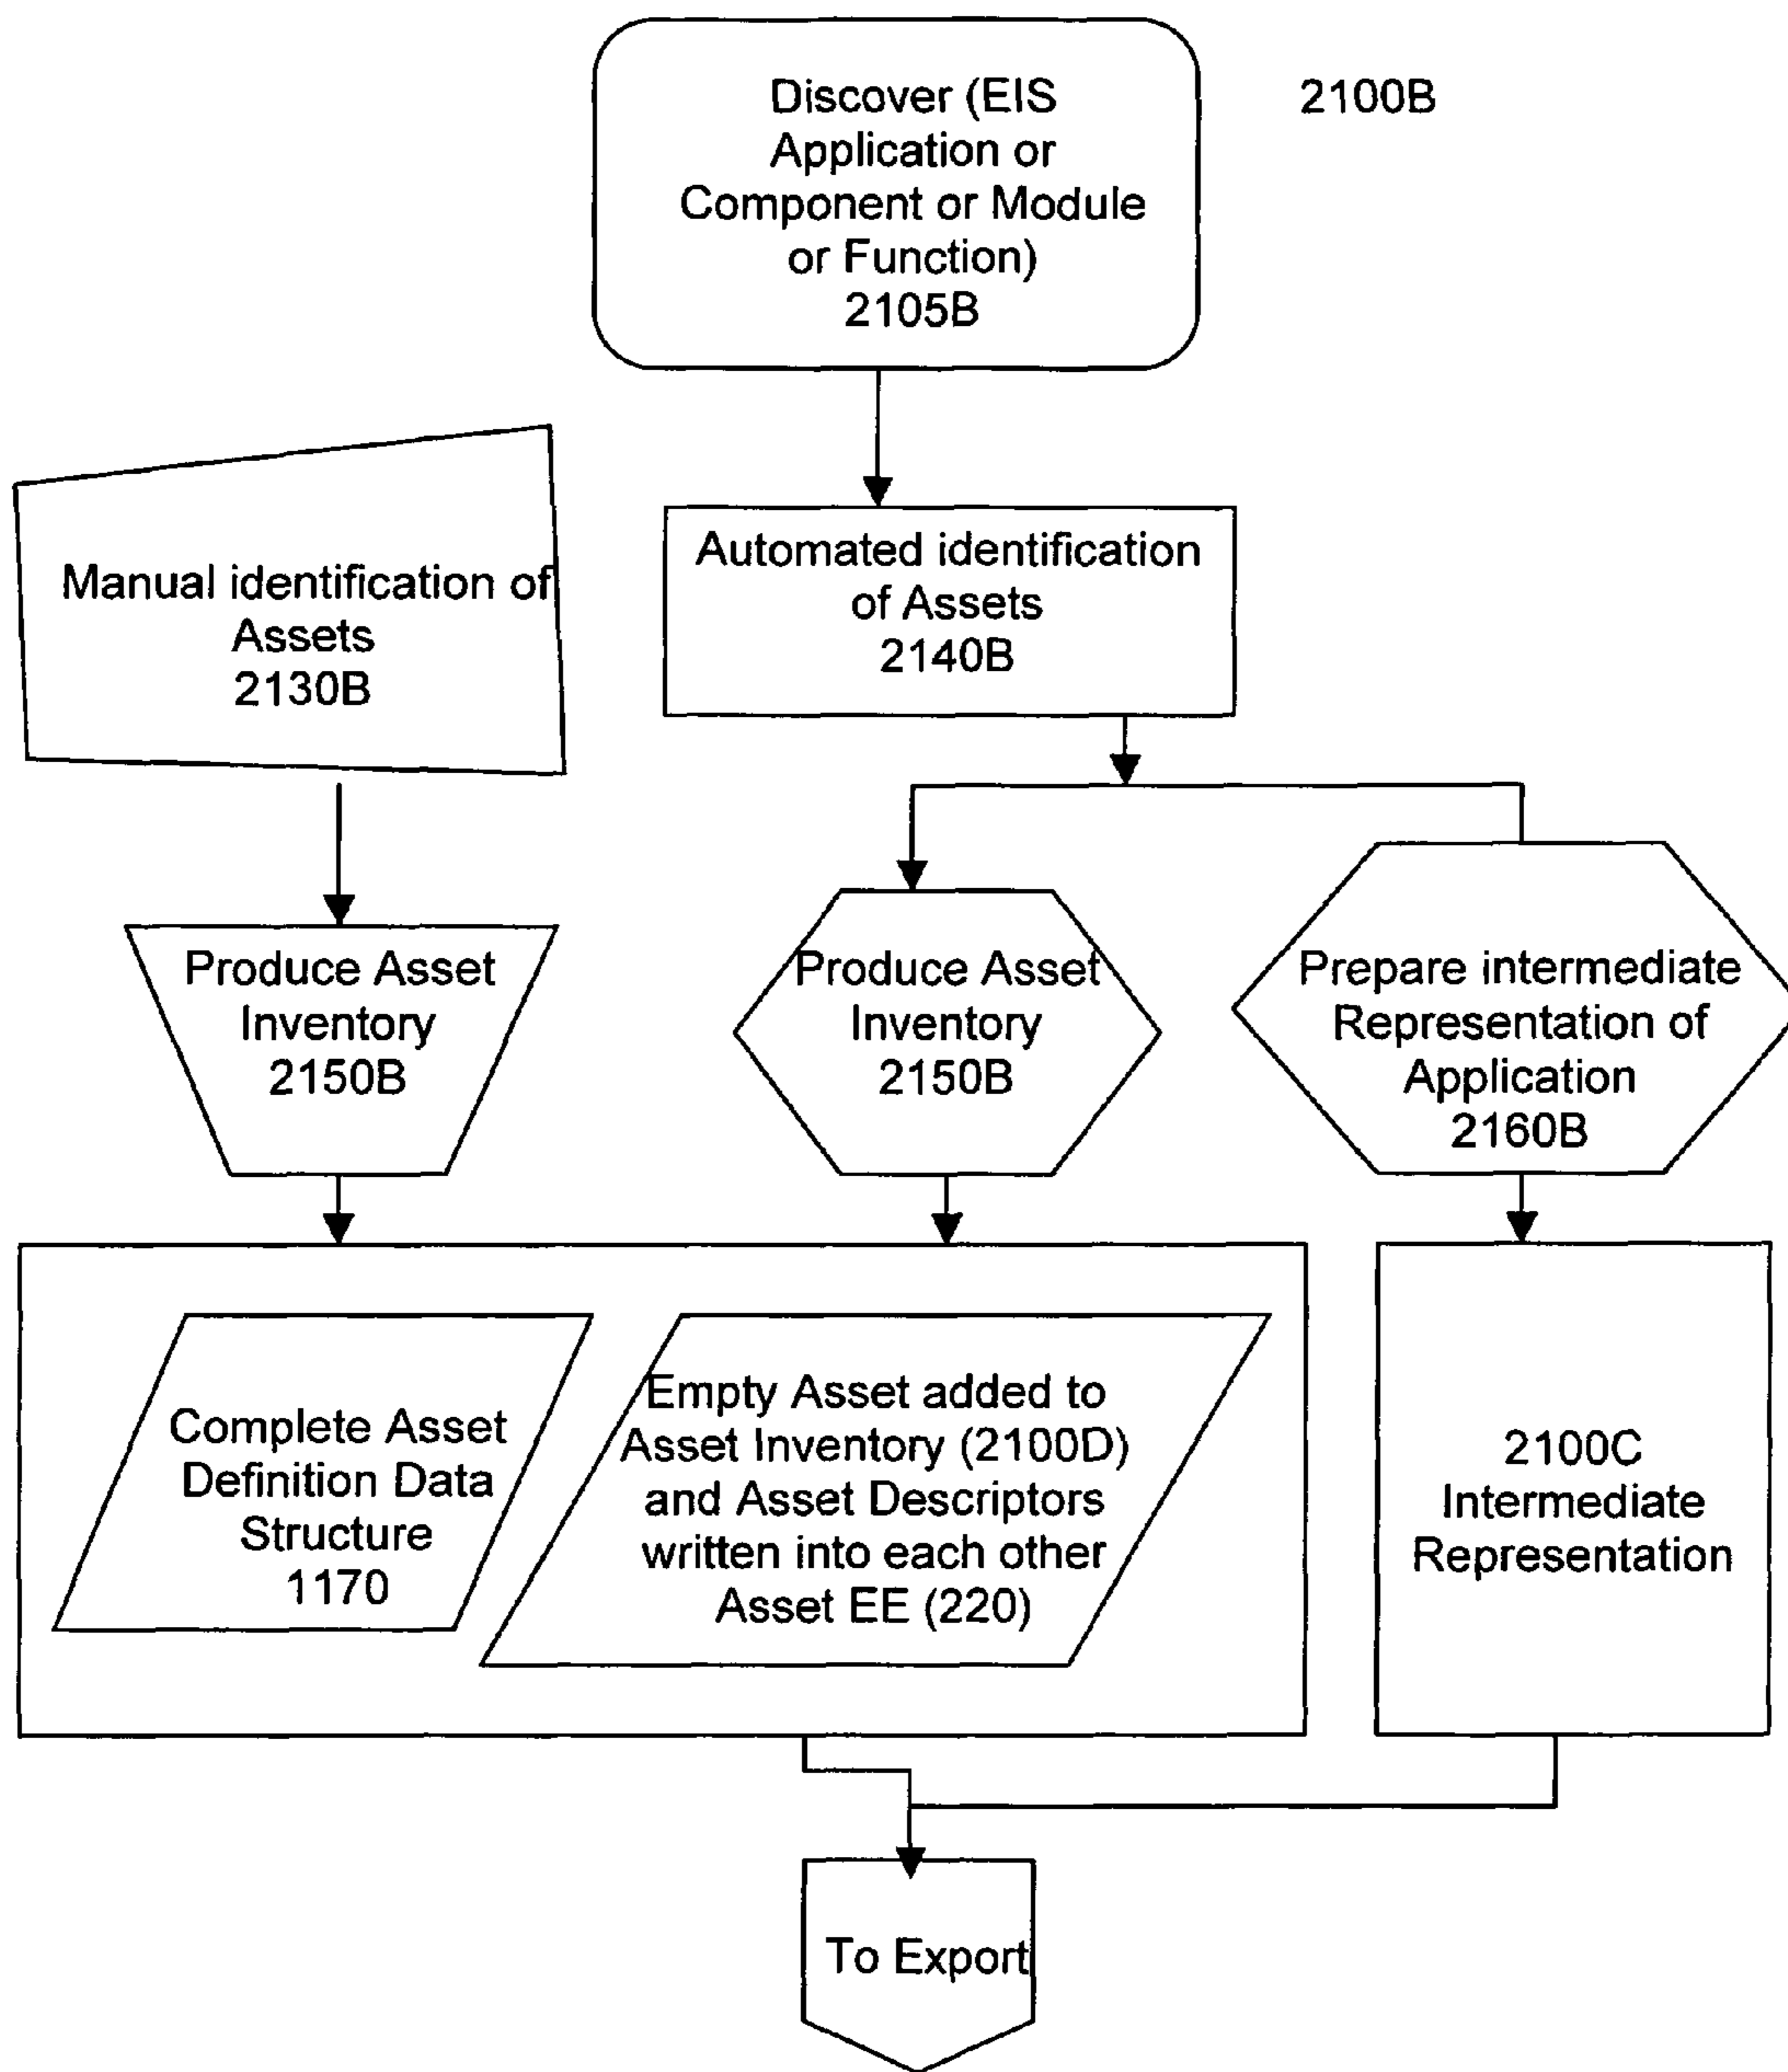 Discover (EIS
Application or
Component or Module
or Function)
2105B
2100B
Manual identification of
Assets
2130B
Automated identification
of Assets
2140B
Produce Asset
Inventory
2150B
Produce Asset
Inventory
2150B
Prepare intermediate
Representation of
Application
2160B
Complete Asset
Definition Data
Structure
1170
Empty Asset added to
Asset Inventory (2100D)
and Asset Descriptors
written into each other
Asset EE (220)
2100C
Intermediate
Representation
To Export